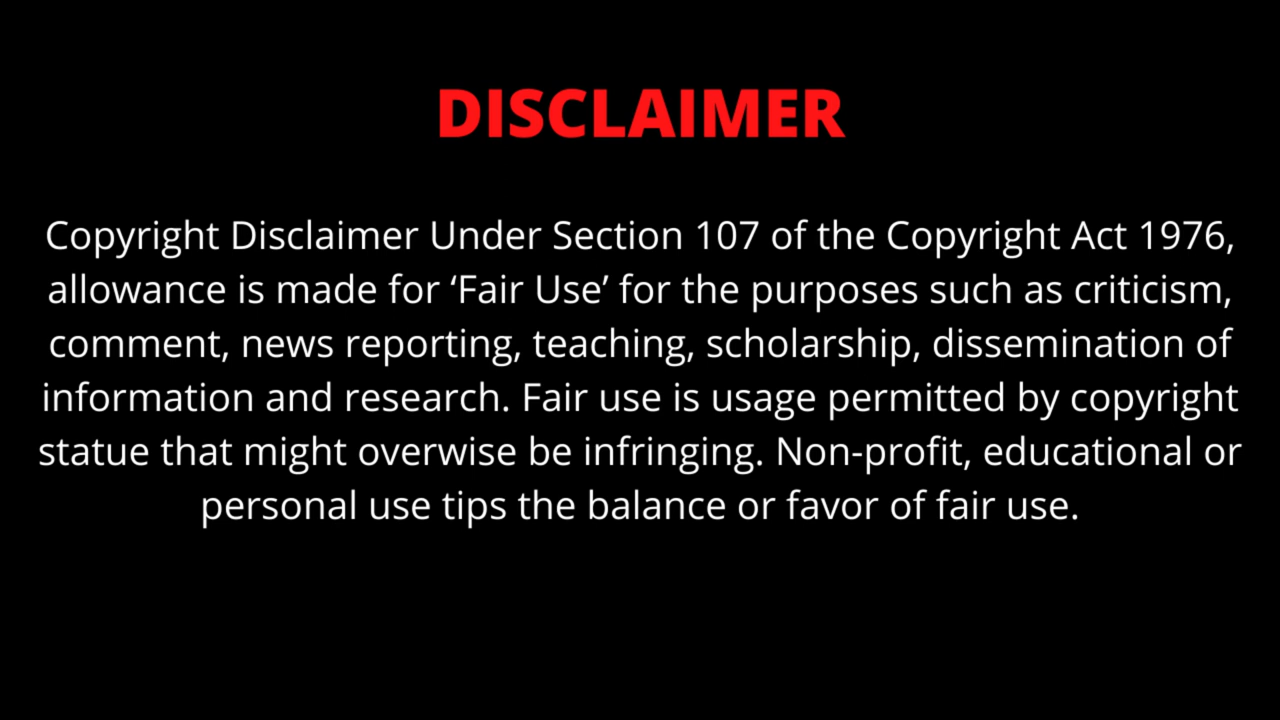 DISCLAIMER
Copyright Disclaimer Under Section 107 of the Copyright Act 1976,
allowance is made for ‘Fair Use’ for the purposes such as criticism,
comment, news reporting, teaching, scholarship, dissemination of
information and research. Fair use is usage permitted by copyright
statue that might overwise be infringing. Non-profit, educational or
personal use tips the balance or favor of fair use.